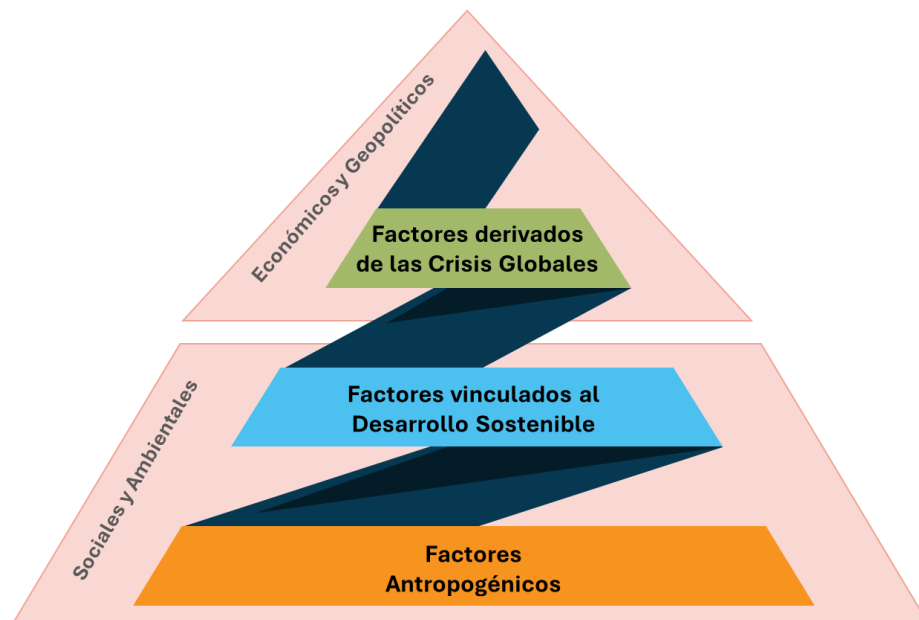 Económicos y Geopolíticos
Factores derivados
de las Crisis Globales
Sociales y Ambientales
Factores vinculados al
Desarrollo Sostenible
Factores
Antropogénicos